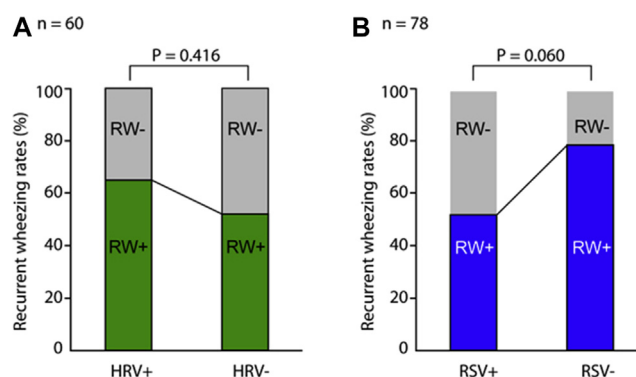 A n = 60
P = 0.416
Recurrent wheezing rates (%)
100
80
60
40
20
0
RW-
RW-
RW+
RW+
HRV+
HRV-
B n = 78
P = 0.060
Recurrent wheezing rates (%)
100
80
60
40
20
0
RW-
RW-
RW+
RW+
RSV+
RSV-